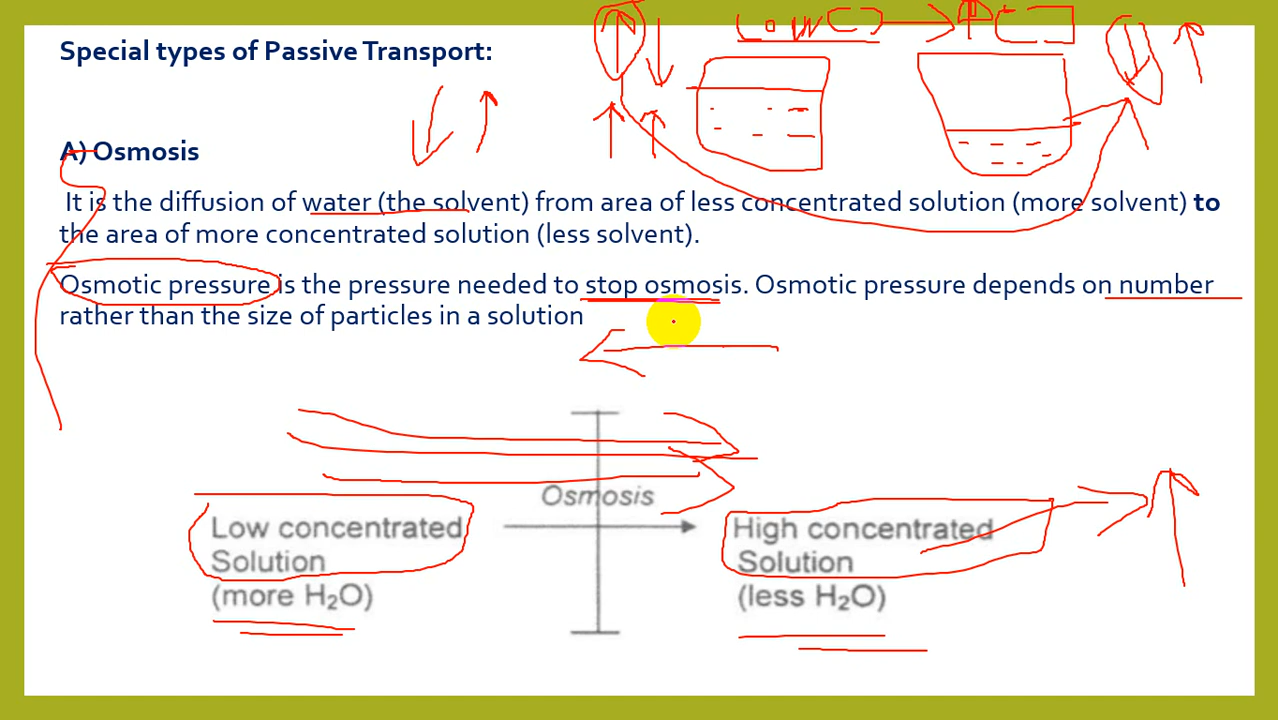 Special types of Passive Transport:
A) Osmosis
It is the diffusion of water (the solvent) from area of less concentrated solution (more solvent) to
the area of more concentrated solution (less solvent).
Osmotic pressure is the pressure needed to stop osmosis. Osmotic pressure depends on number
rather than the size of particles in a solution
Osmosis
Low concentrated
Solution
(more H₂O)
High concentrated
Solution
(less H₂O)